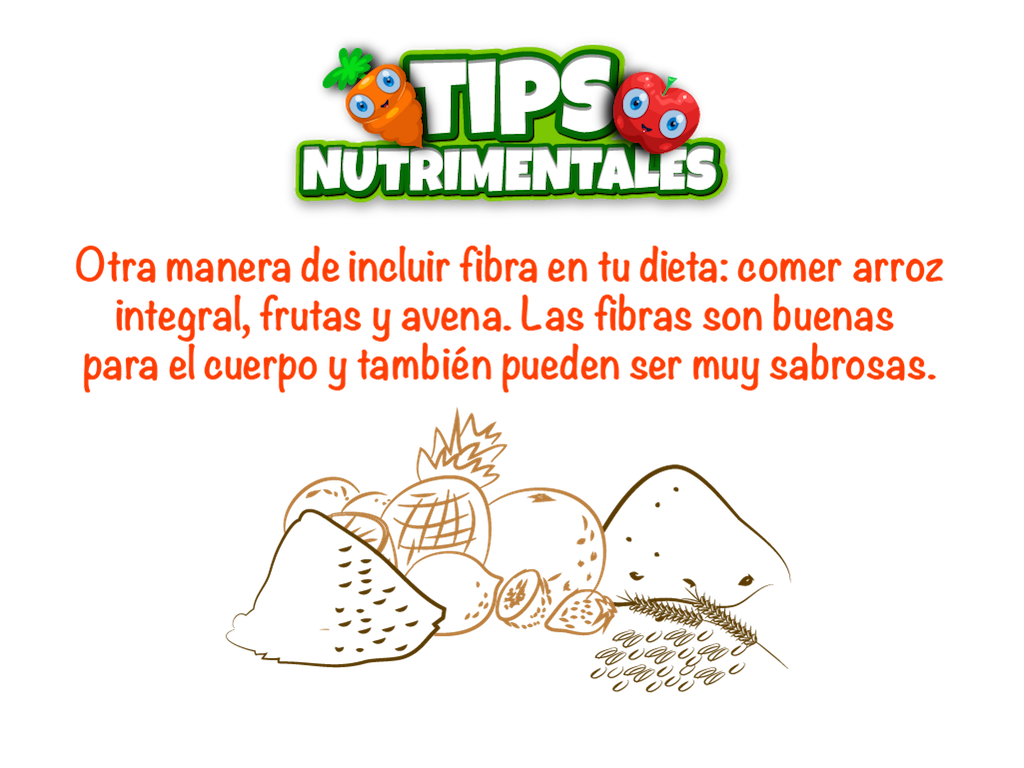 TIPS
NUTRIMENTALES
Otra manera de incluir fibra en tu dieta: comer arroz
integral, frutas y avena. Las fibras son buenas
para el cuerpo y también pueden ser muy sabrosas.